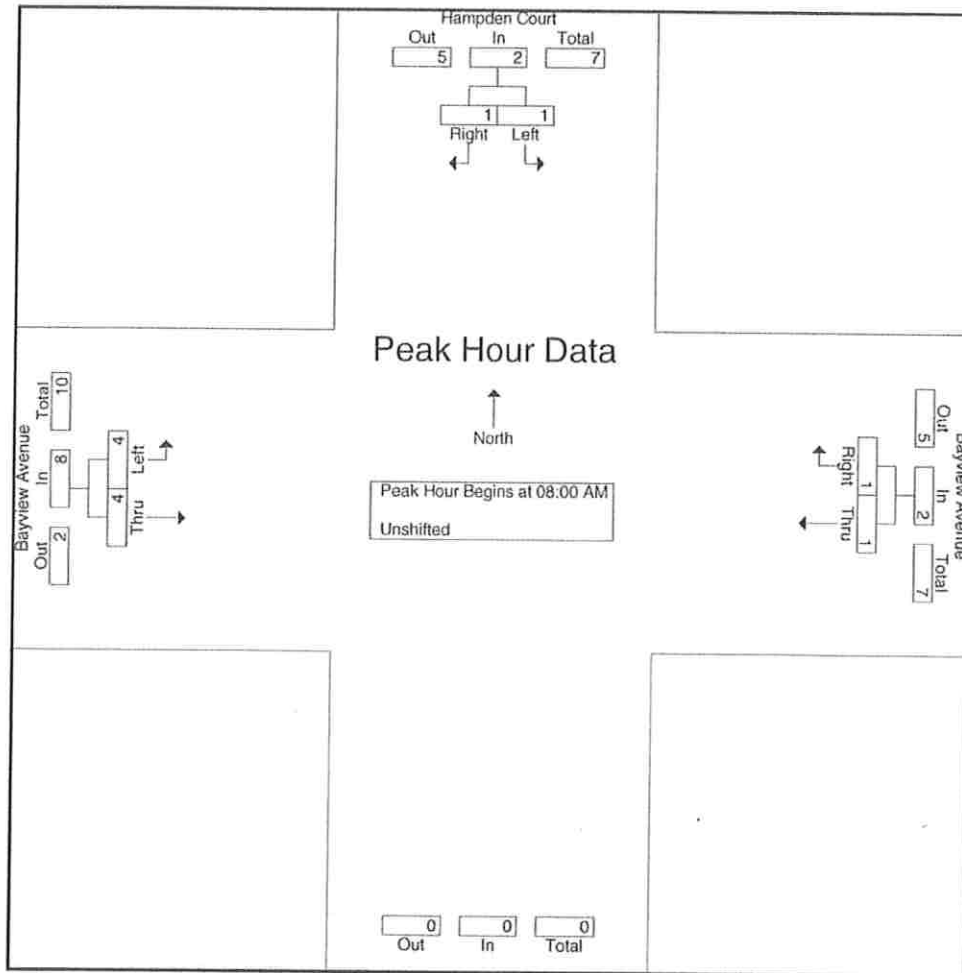 Hampden Court
Out In Total
5 2 7
1 1
Right Left
Peak Hour Data
North
Peak Hour Begins at 08:00 AM
Unshifted
Bayview Avenue
Out In Total
2 8 10
4 4
Thru Left
Bayview Avenue
Out In Total
5 2 7
Right Thru
1 1
0 0 0
Out In Total